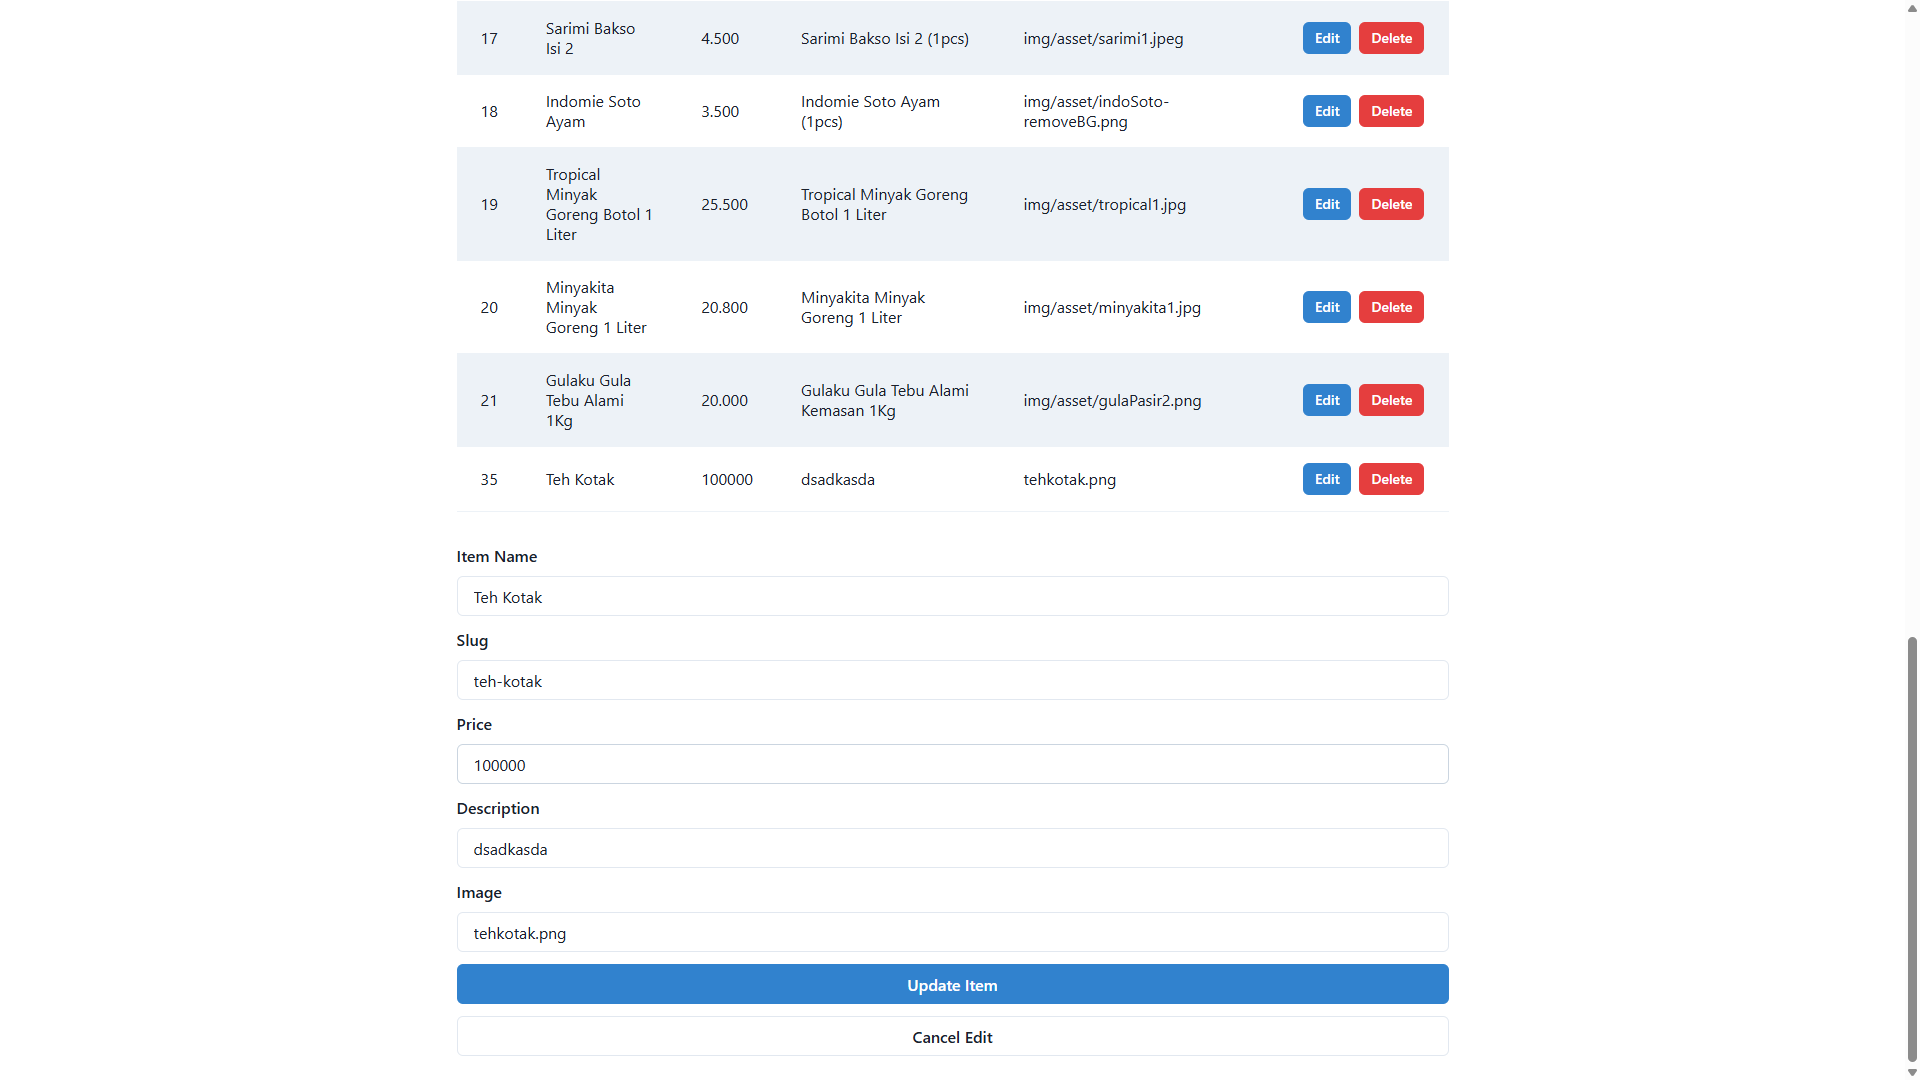 17 Sarimi Bakso Isi 2 4.500 Sarimi Bakso Isi 2 (1pcs) img/asset/sarimi1.jpeg Edit Delete
18 Indomie Soto Ayam 3.500 Indomie Soto Ayam (1pcs) img/asset/indoSoto-removeBG.png Edit Delete
19 Tropical Minyak Goreng Botol 1 Liter 25.500 Tropical Minyak Goreng Botol 1 Liter img/asset/tropical1.jpg Edit Delete
20 Minyakita Minyak Goreng 1 Liter 20.800 Minyakita Minyak Goreng 1 Liter img/asset/minyakita1.jpg Edit Delete
21 Gulaku Gula Tebu Alami 1Kg 20.000 Gulaku Gula Tebu Alami Kemasan 1Kg img/asset/gulaPasir2.png Edit Delete
35 Teh Kotak 100000 dsadkasda tehkotak.png Edit Delete
Item Name
Teh Kotak
Slug
teh-kotak
Price
100000
Description
dsadkasda
Image
tehkotak.png
Update Item
Cancel Edit